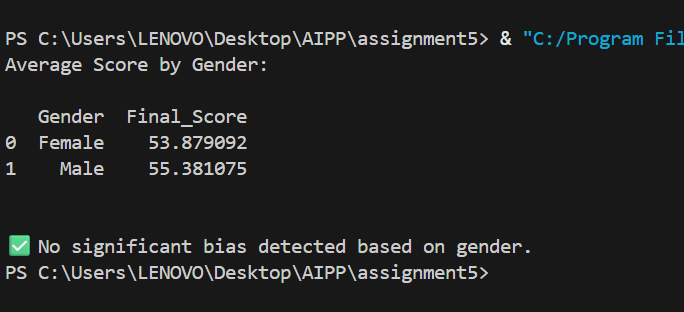 PS C:\Users\LENOVO\Desktop\AIPP\assignment5> & "C:/Program Fil
Average Score by Gender:
Gender Final_Score
0 Female 53.879092
1 Male 55.381075
✅ No significant bias detected based on gender.
PS C:\Users\LENOVO\Desktop\AIPP\assignment5>